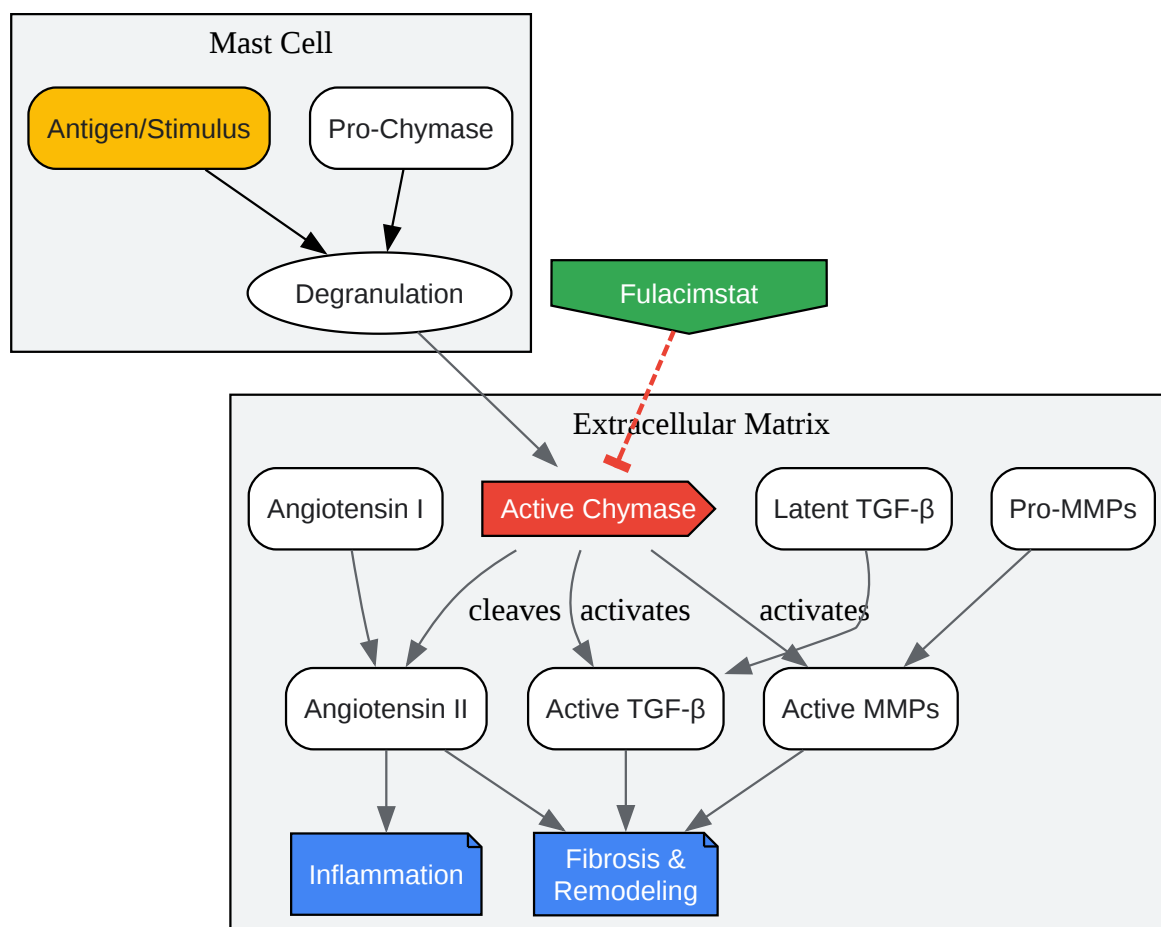 Mast Cell
Antigen/Stimulus
Pro-Chymase
Degranulation
Fulacimstat
Extracellular Matrix
Angiotensin I
Active Chymase
Latent TGF-β
Pro-MMPs
cleaves
activates
activates
Angiotensin II
Active TGF-β
Active MMPs
Inflammation
Fibrosis &
Remodeling